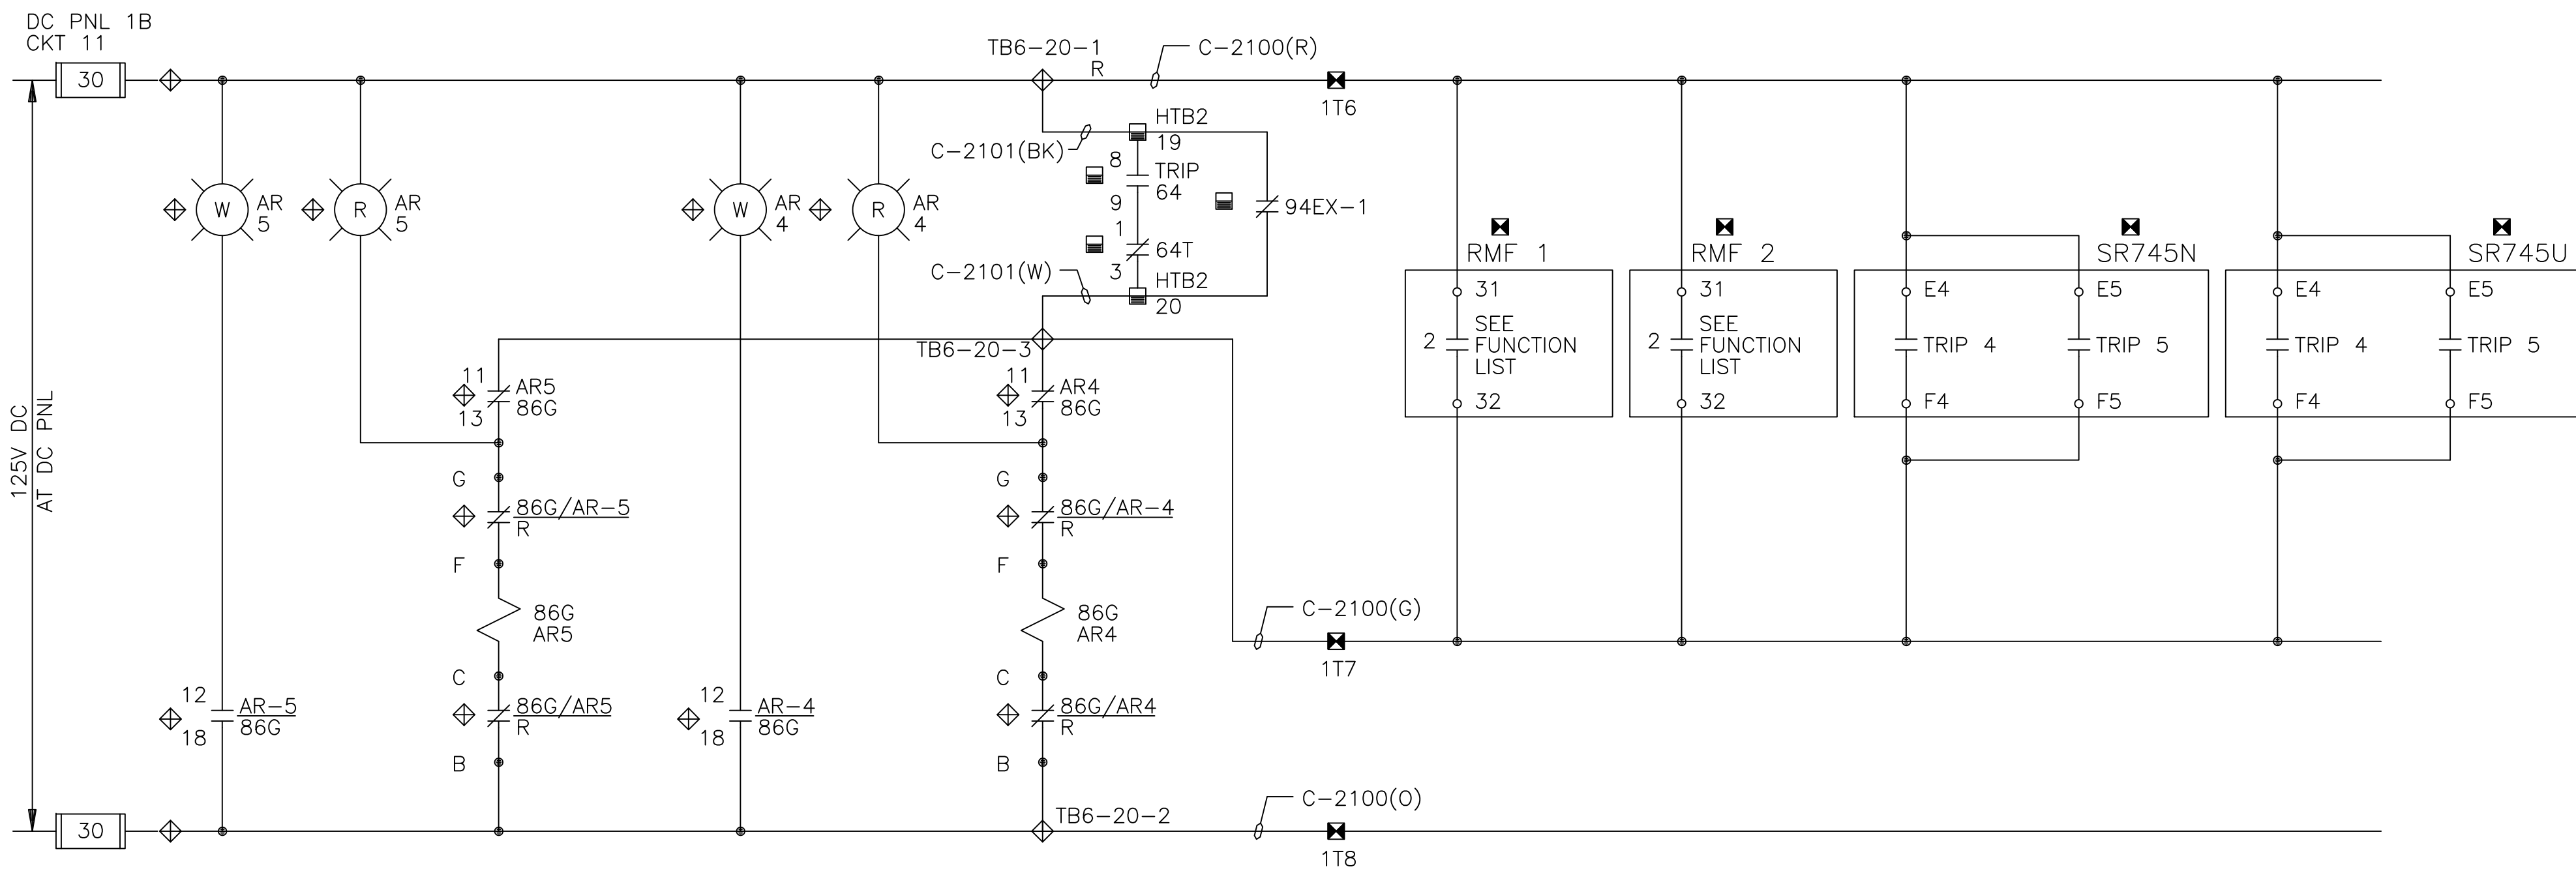 DC PNL 1B
CKT 11
30
TB6-20-1
R
C-2100(R)
1T6
HTB2
19
C-2101(BK)
8
TRIP
64
9
1
64T
3
94EX-1
C-2101(W)
HTB2
20
TB6-20-3
W
AR
5
R
AR
5
W
AR
4
R
AR
4
RMF 1
31
2
SEE
FUNCTION
LIST
32
RMF 2
31
2
SEE
FUNCTION
LIST
32
SR745N
E4
E5
TRIP 4
TRIP 5
F4
F5
SR745U
E4
E5
TRIP 4
TRIP 5
F4
F5
125V DC
AT DC PNL
11
AR5
86G
13
G
86G/AR-5
R
F
86G
AR5
C
86G/AR5
R
B
11
AR4
86G
13
G
86G/AR-4
R
F
86G
AR4
C
86G/AR4
R
B
12
AR-5
86G
18
12
AR-4
86G
18
C-2100(G)
1T7
30
TB6-20-2
C-2100(O)
1T8